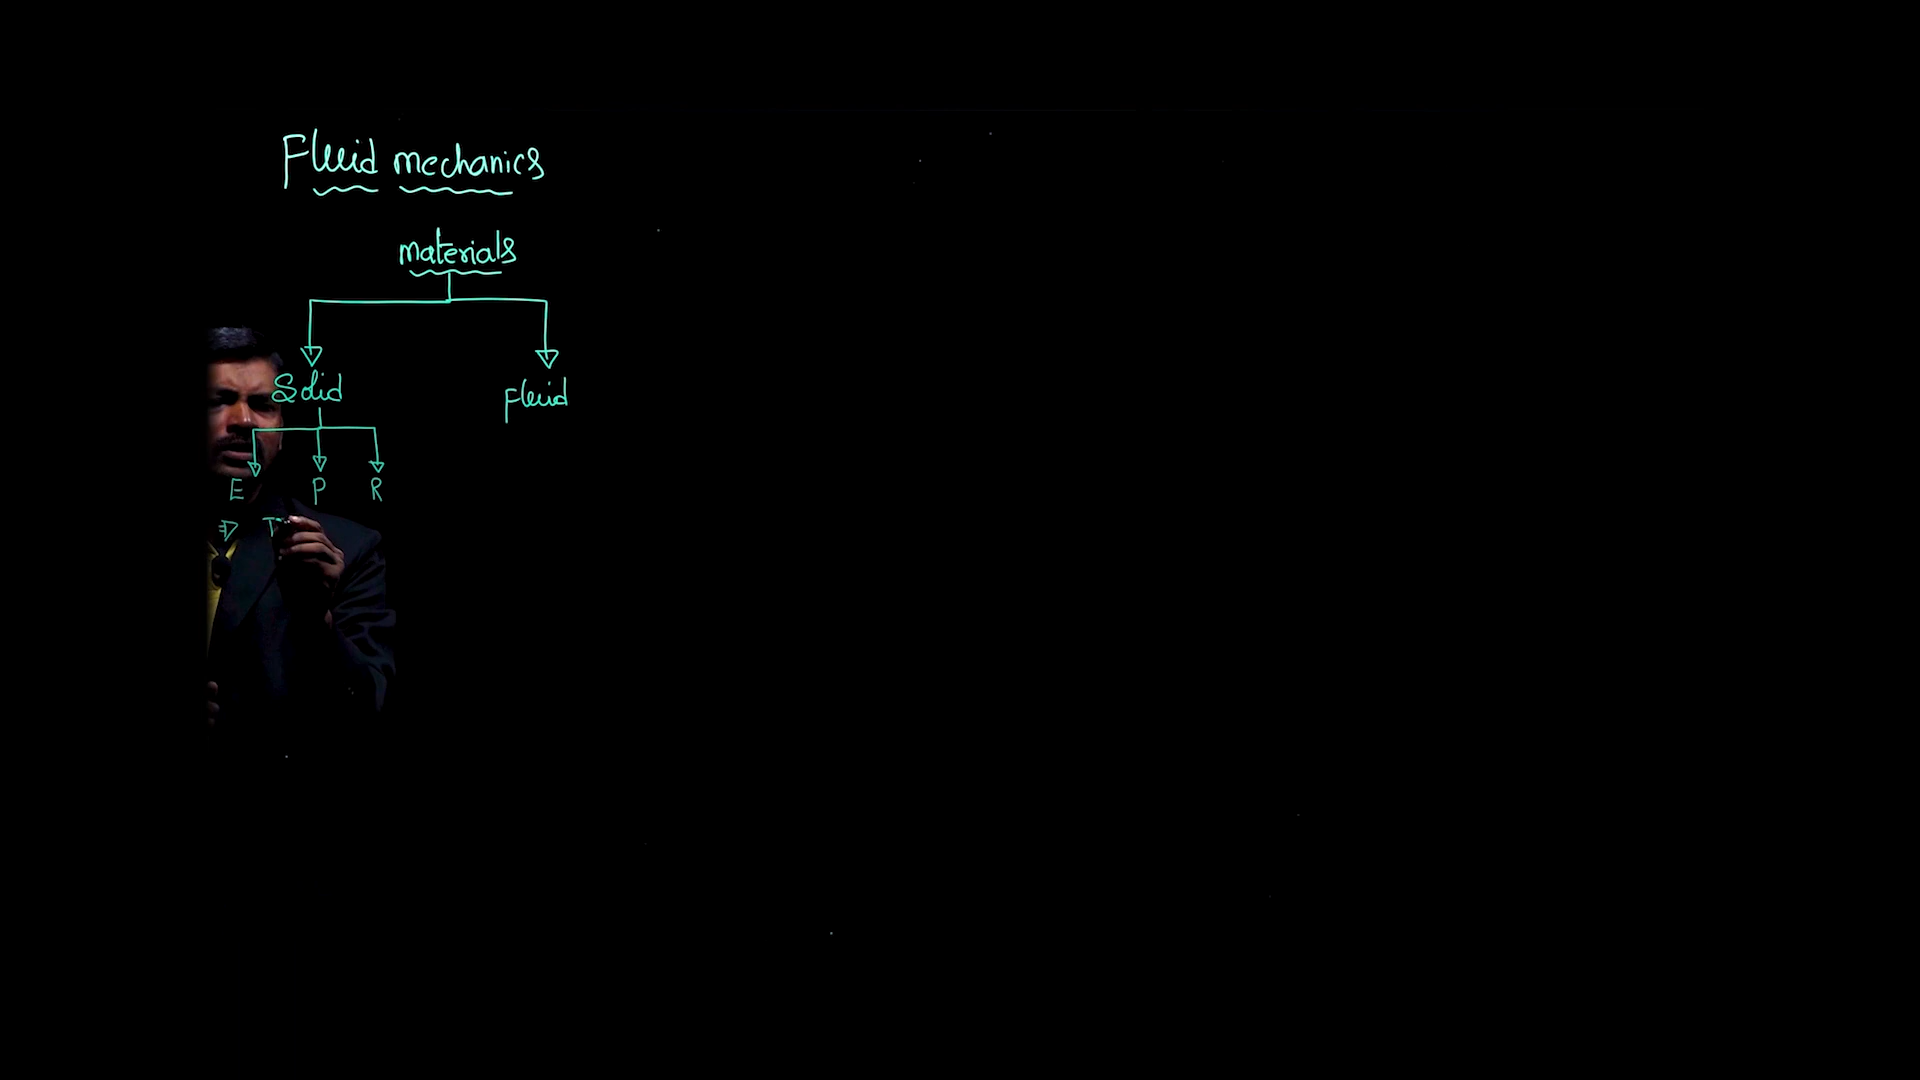 Fluid mechanics
materials
Solid Fluid
E P R
T